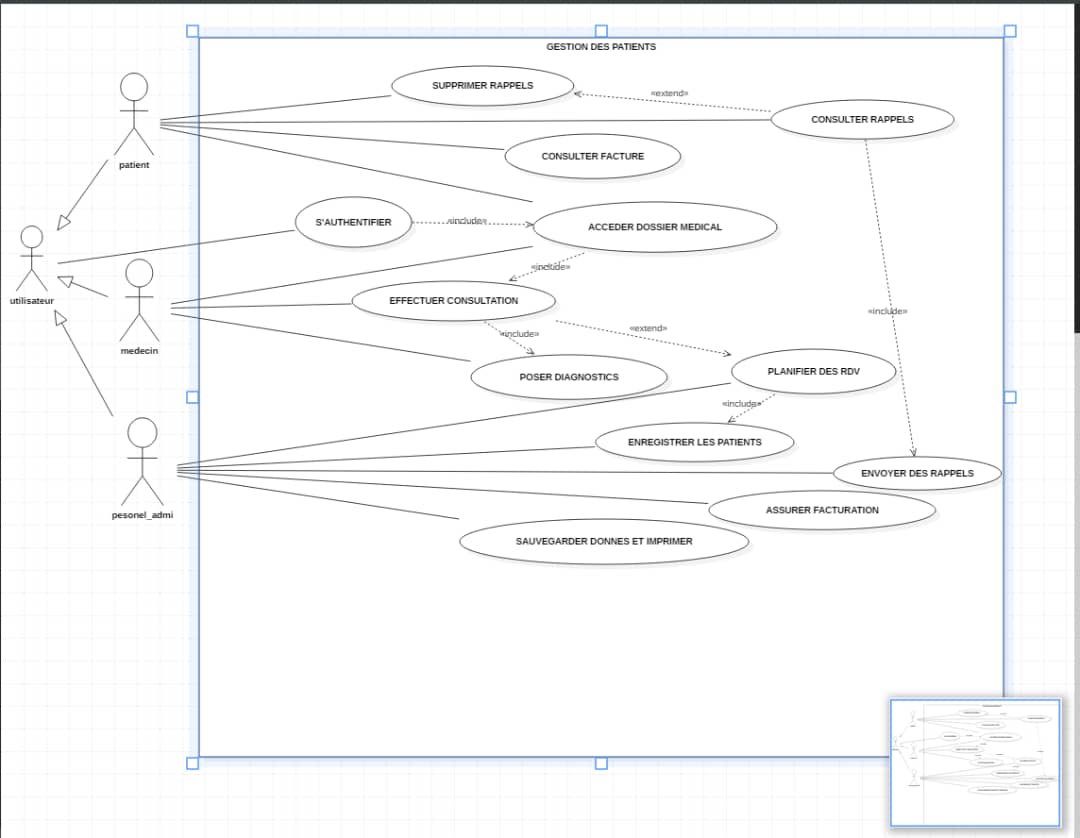 GESTION DES PATIENTS
SUPPRIMER RAPPELS
«extend»
CONSULTER RAPPELS
CONSULTER FACTURE
patient
S'AUTHENTIFIER
«include»
ACCEDER DOSSIER MEDICAL
«include»
utilisateur
EFFECTUER CONSULTATION
«include»
«include»
«extend»
medecin
POSER DIAGNOSTICS
PLANIFIER DES RDV
«include»
ENREGISTRER LES PATIENTS
ENVOYER DES RAPPELS
pesonel_admi
ASSURER FACTURATION
SAUVEGARDER DONNES ET IMPRIMER